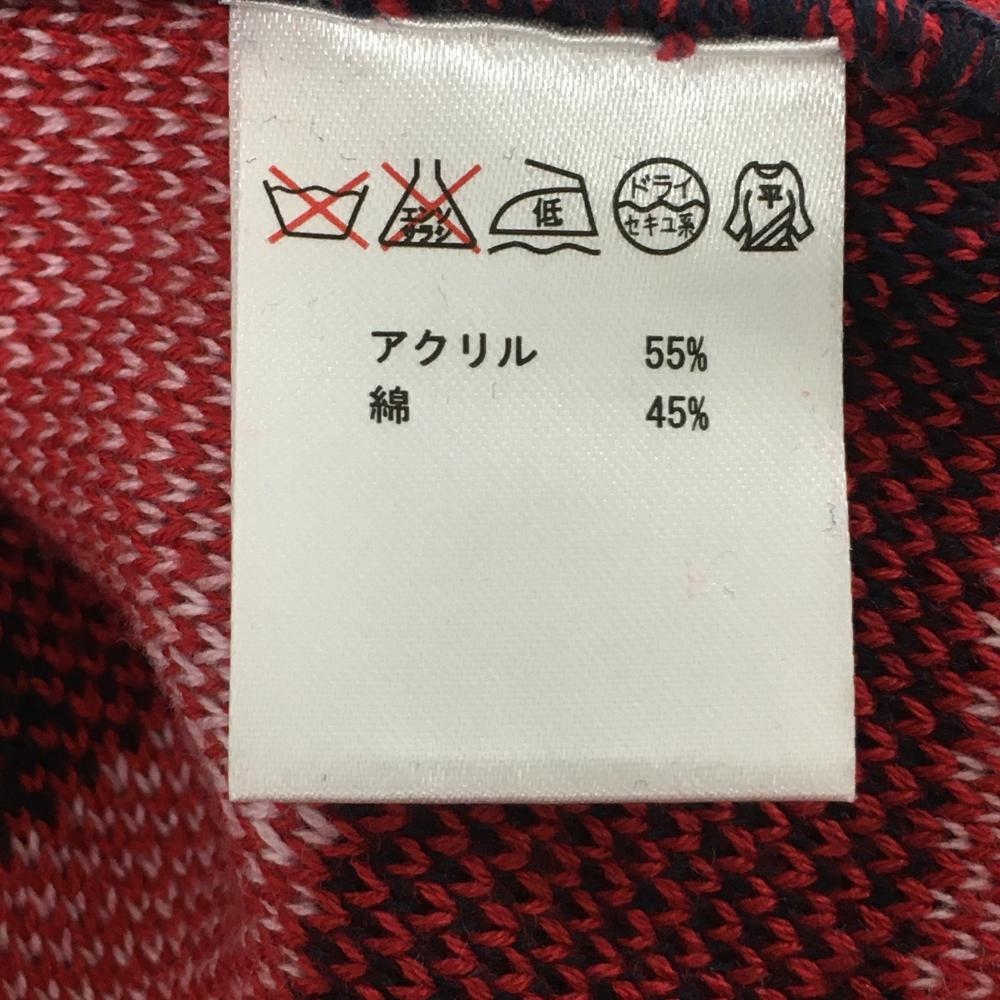 エンソ
サラシ
低
ドライ
セキユ系
平
アクリル 55%
綿 45%